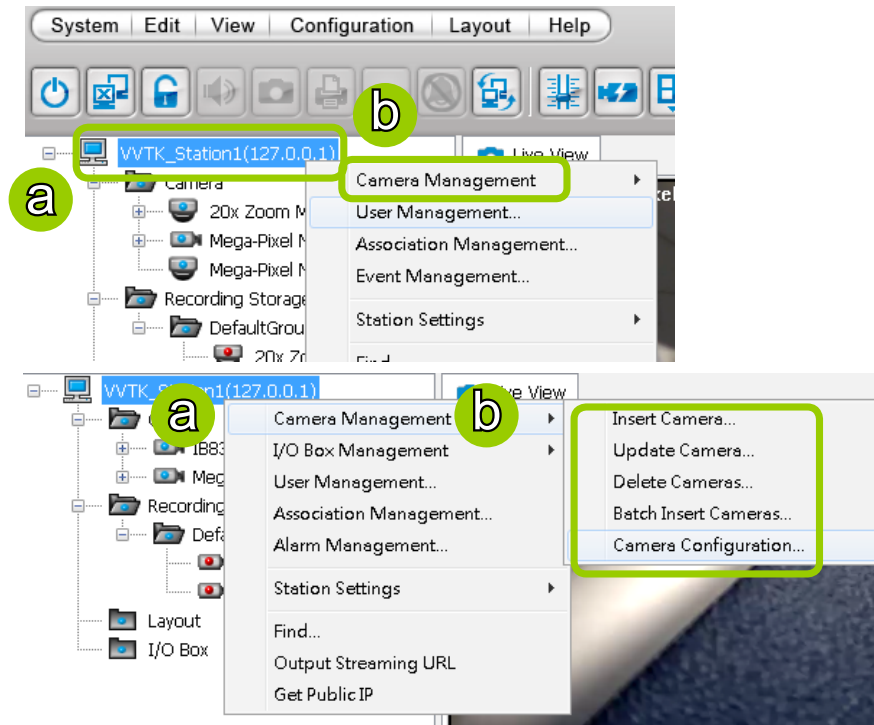 System Edit View Configuration Layout Help
b
VVTK_Station1(127.0.0.1)
Live View
a
Camera
Camera Management
20x Zoom M
User Management...
Mega-Pixel
Association Management...
Mega-Pixel
Event Management...
Recording Storage
DefaultGrou
Station Settings
20x Zo
Find
VVTK_Station1(127.0.0.1)
View
a
Camera Management
b
Insert Camera...
IB83
I/O Box Management
Update Camera...
Meg
User Management...
Delete Cameras...
Recording
Association Management...
Batch Insert Cameras...
Defa
Alarm Management...
Camera Configuration...
Station Settings
Layout
Find...
I/O Box
Output Streaming URL
Get Public IP